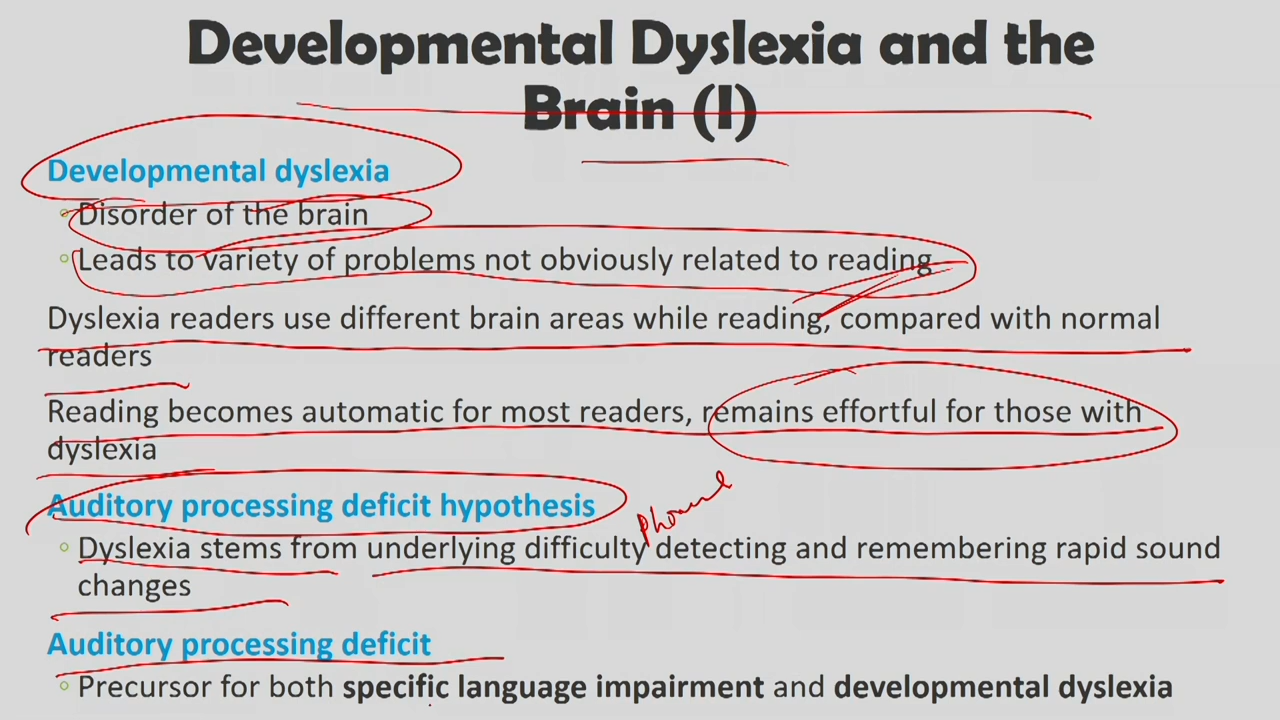 Developmental Dyslexia and the
Brain (I)
Developmental dyslexia
Disorder of the brain
Leads to variety of problems not obviously related to reading
Dyslexia readers use different brain areas while reading, compared with normal
readers
Reading becomes automatic for most readers, remains effortful for those with
dyslexia
Auditory processing deficit hypothesis
Dyslexia stems from underlying difficulty detecting and remembering rapid sound
changes
Auditory processing deficit
Precursor for both specific language impairment and developmental dyslexia